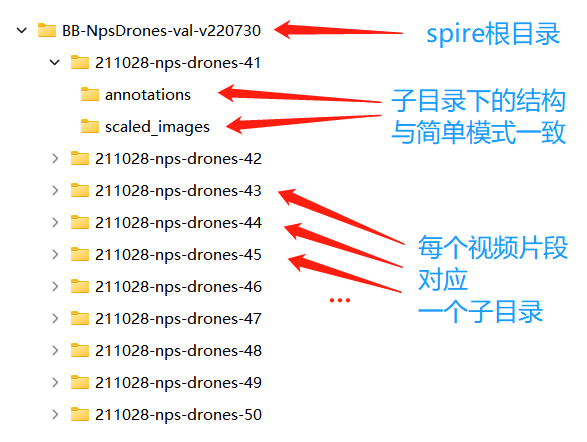 BB-NpsDrones-val-v220730
spire根目录
211028-nps-drones-41
annotations
scaled_images
子目录下的结构
与简单模式一致
211028-nps-drones-42
211028-nps-drones-43
211028-nps-drones-44
211028-nps-drones-45
211028-nps-drones-46
211028-nps-drones-47
211028-nps-drones-48
211028-nps-drones-49
211028-nps-drones-50
每个视频片段
对应
一个子目录
...